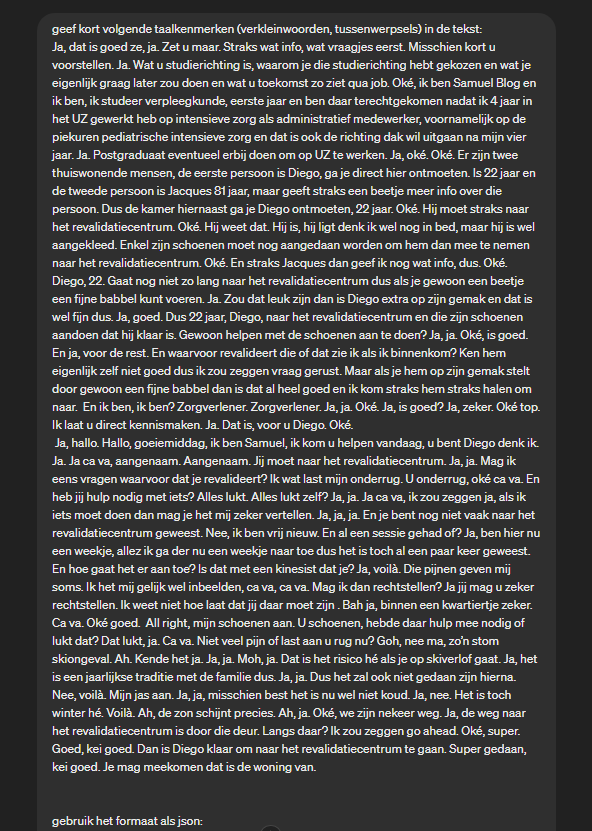 geef kort volgende taalkenmerken (verkleinwoorden, tussenwerpsels) in de tekst:
Ja, dat is goed ze, ja. Zet u maar. Straks wat info, wat vraagjes eerst. Misschien kort u
voorstellen. Ja. Wat u studierichting is, waarom je die studierichting hebt gekozen en wat je
eigenlijk graag later zou doen en wat u toekomst zo ziet qua job. Oké, ik ben Samuel Blog en
ik ben, ik studeer verpleegkunde, eerste jaar en ben daar terechtgekomen nadat ik 4 jaar in
het UZ gewerkt heb op intensieve zorg als administratief medewerker, voornamelijk op de
piekuren pediatrische intensieve zorg en dat is ook de richting dak wil uitgaan na mijn vier
jaar. Ja. Postgraduaat eventueel erbij doen om op UZ te werken. Ja, oké. Oké. Er zijn twee
thuiswonende mensen, de eerste persoon is Diego, ga je direct hier ontmoeten. Is 22 jaar en
de tweede persoon is Jacques 81 jaar, maar geeft straks een beetje meer info over die
persoon. Dus de kamer hiernaast ga je Diego ontmoeten, 22 jaar. Oké. Hij moet straks naar
het revalidatiecentrum. Oké. Hij weet dat. Hij is, hij ligt denk ik wel nog in bed, maar hij is wel
aangekleed. Enkel zijn schoenen moet nog aangedaan worden om hem dan mee te nemen
naar het revalidatiecentrum. Oké. En straks Jacques dan geef ik nog wat info, dus. Oké.
Diego, 22. Gaat nog niet zo lang naar het revalidatiecentrum dus als je gewoon een beetje
een fijne babbel kunt voeren. Ja. Zou dat leuk zijn dan is Diego extra op zijn gemak en dat is
wel fijn dus. Ja, goed. Dus 22 jaar, Diego, naar het revalidatiecentrum en die zijn schoenen
aandoen dat hij klaar is. Gewoon helpen met de schoenen aan te doen? Ja, ja. Oké, is goed.
En ja, voor de rest. En waarvoor revalideert die of dat zie ik als ik binnenkom? Ken hem
eigenlijk zelf niet goed dus ik zou zeggen vraag gerust. Maar als je hem op zijn gemak stelt
door gewoon een fijne babbel dan is dat al heel goed en ik kom straks hem straks halen om
naar.  En ik ben, ik ben? Zorgverlener. Zorgverlener. Ja, ja. Oké. Ja, is goed? Ja, zeker. Oké top.
Ik laat u direct kennismaken. Ja. Dat is, voor u Diego. Oké.
Ja, hallo. Hallo, goeiemiddag, ik ben Samuel, ik kom u helpen vandaag, u bent Diego denk ik.
Ja. Ja ca va, aangenaam. Aangenaam. Jij moet naar het revalidatiecentrum. Ja, ja. Mag ik
eens vragen waarvoor dat je revalideert? Ik wat last mijn onderrug. U onderrug, oké ca va. En
heb jij hulp nodig met iets? Alles lukt. Alles lukt zelf? Ja, ja. Ja ca va, ik zou zeggen ja, als ik
iets moet doen dan mag je het mij zeker vertellen. Ja, ja, ja. En je bent nog niet vaak naar het
revalidatiecentrum geweest. Nee, ik ben vrij nieuw. En al een sessie gehad of? Ja, ben hier nu
een weekje, allez ik ga der nu een weekje naar toe dus het is toch al een paar keer geweest.
En hoe gaat het er aan toe? Is dat met een kinesist dat je? Ja, voilà. Die pijnen geven mij
soms. Ik het mij gelijk wel inbeelden, ca va, ca va. Mag ik dan rechtstellen? Ja jij mag u zeker
rechtstellen. Ik weet niet hoe laat dat jij daar moet zijn . Bah ja, binnen een kwartiertje zeker.
Ca va. Oké goed.  All right, mijn schoenen aan. U schoenen, hebde daar hulp mee nodig of
lukt dat? Dat lukt, ja. Ca va. Niet veel pijn of last aan u rug nu? Goh, nee ma, zo'n stom
skiongeval. Ah. Kende het ja. Ja, ja. Moh, ja. Dat is het risico hé als je op skiverlof gaat. Ja, het
is een jaarlijkse traditie met de familie dus. Ja, ja. Dus het zal ook niet gedaan zijn hierna.
Nee, voilà. Mijn jas aan. Ja, ja, misschien best het is nu wel niet koud. Ja, nee. Het is toch
winter hé. Voilà. Ah, de zon schijnt precies. Ah, ja. Oké, we zijn nekeer weg. Ja, de weg naar
het revalidatiecentrum is door die deur. Langs daar? Ik zou zeggen go ahead. Oké, super.
Goed, kei goed. Dan is Diego klaar om naar het revalidatiecentrum te gaan. Super gedaan,
kei goed. Je mag meekomen dat is de woning van.
gebruik het formaat als json: